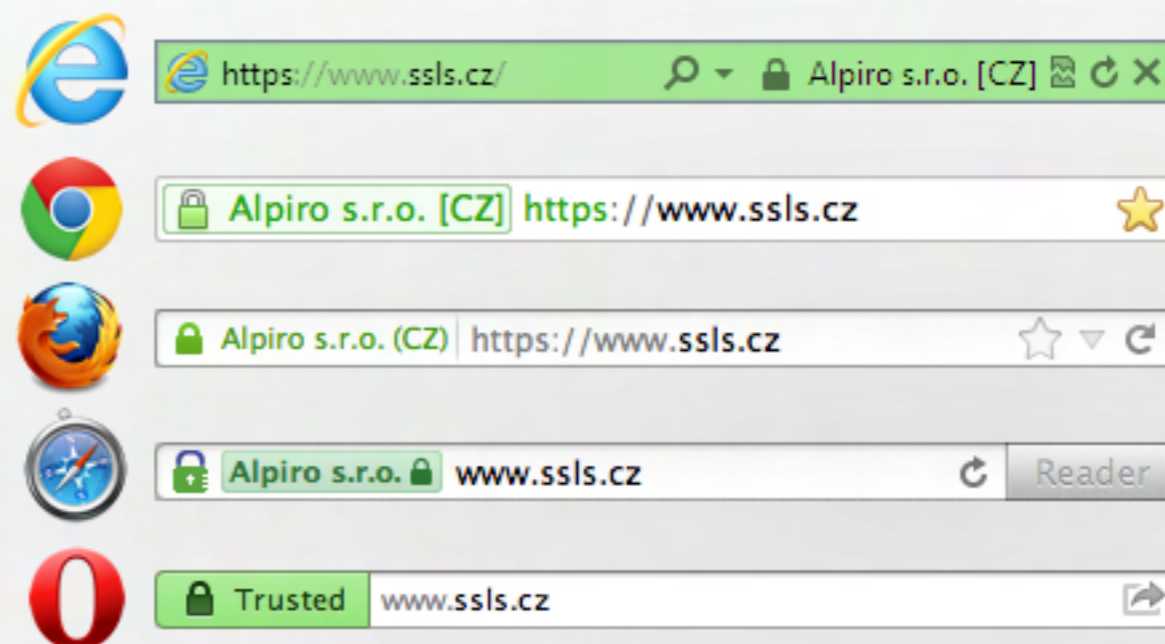 https://www.ssls.cz/ Alpiro s.r.o. [CZ]
Alpiro s.r.o. [CZ] https://www.ssls.cz
Alpiro s.r.o. (CZ) https://www.ssls.cz
Alpiro s.r.o. www.ssls.cz Reader
Trusted www.ssls.cz